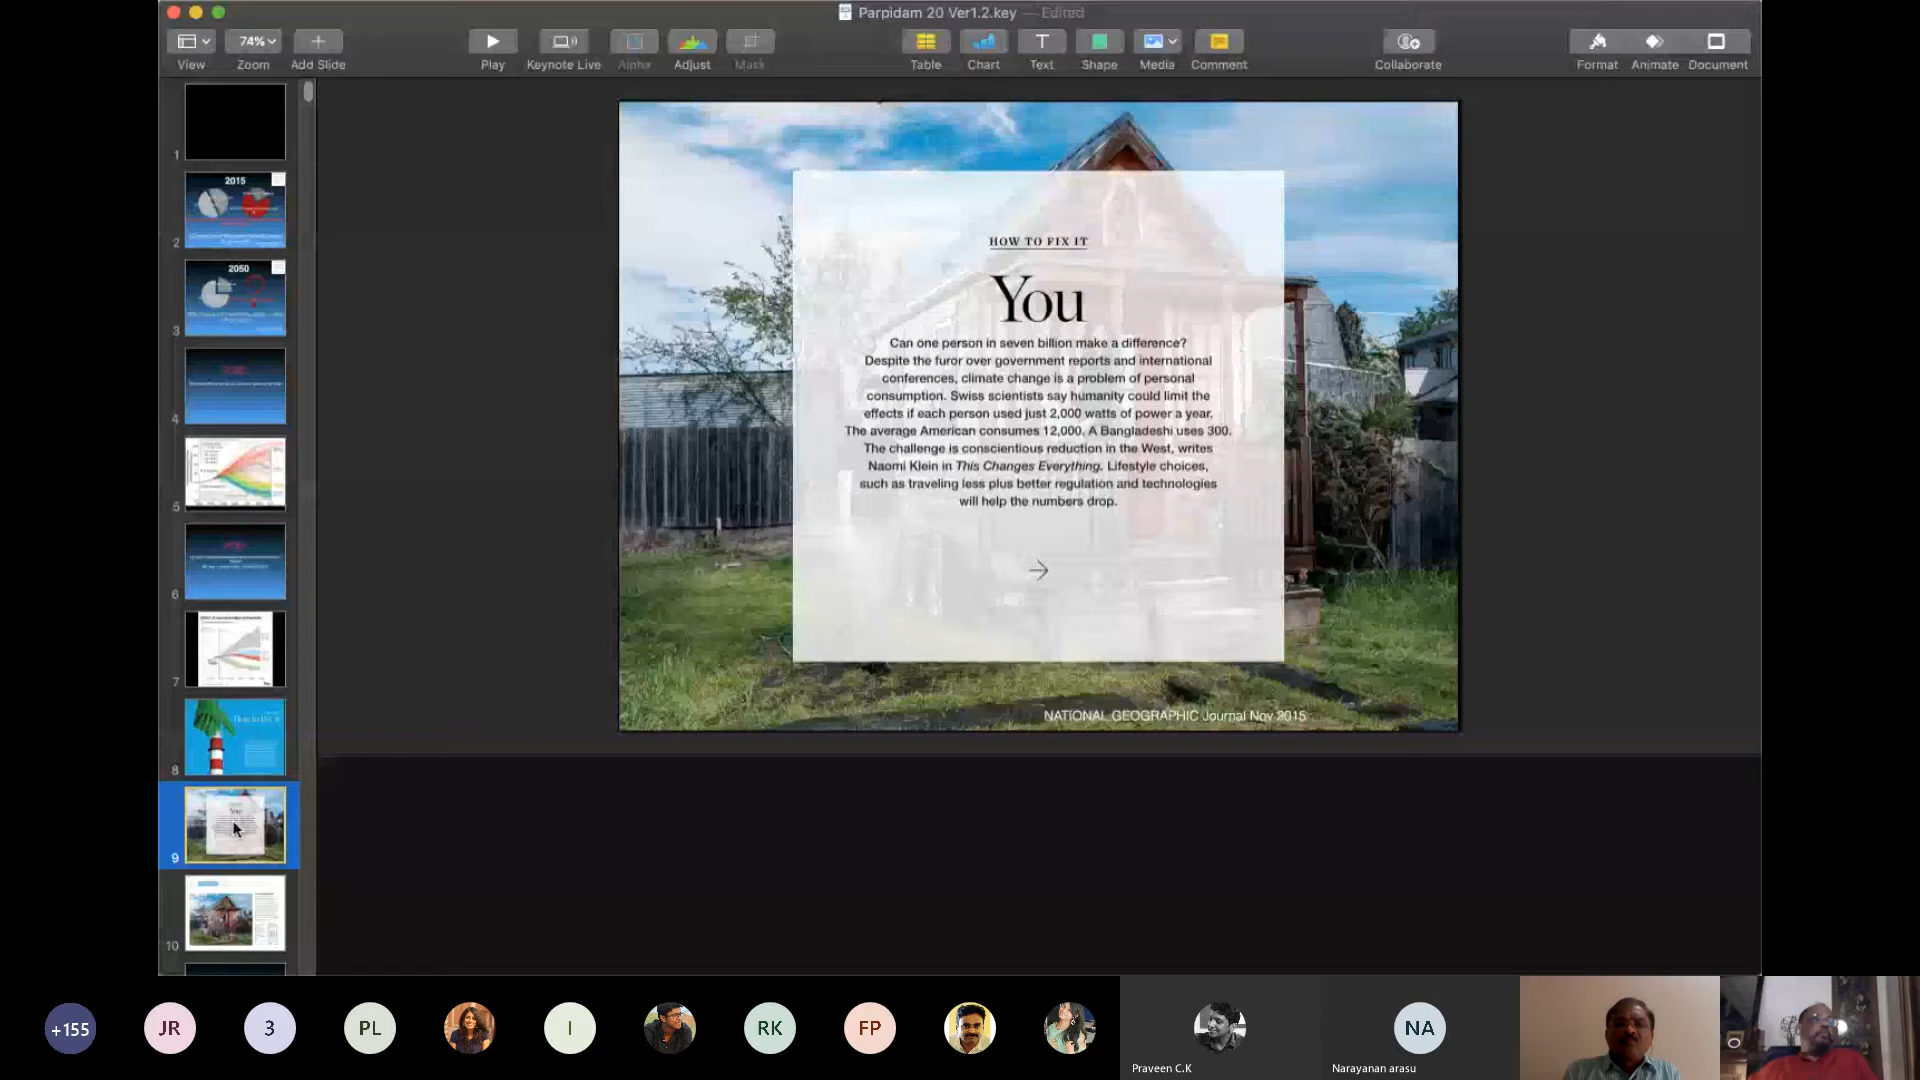 Parpidam 20 Ver1.2.key — Edited
View
74%
Zoom
Add Slide
Play
Keynote Live
Alpha
Adjust
Mask
Table
Chart
Text
Shape
Media
Comment
Collaborate
Format
Animate
Document
1
2015
2
2050
3
4
5
6
7
8
9
10
HOW TO FIX IT
You
Can one person in seven billion make a difference?
Despite the furor over government reports and international
conferences, climate change is a problem of personal
consumption. Swiss scientists say humanity could limit the
effects if each person used just 2,000 watts of power a year.
The average American consumes 12,000. A Bangladeshi uses 300.
The challenge is conscientious reduction in the West, writes
Naomi Klein in This Changes Everything. Lifestyle choices,
such as traveling less plus better regulation and technologies
will help the numbers drop.
NATIONAL GEOGRAPHIC Journal Nov 2015
+155
JR
3
PL
I
RK
FP
Praveen C.K
NA
Narayanan arasu